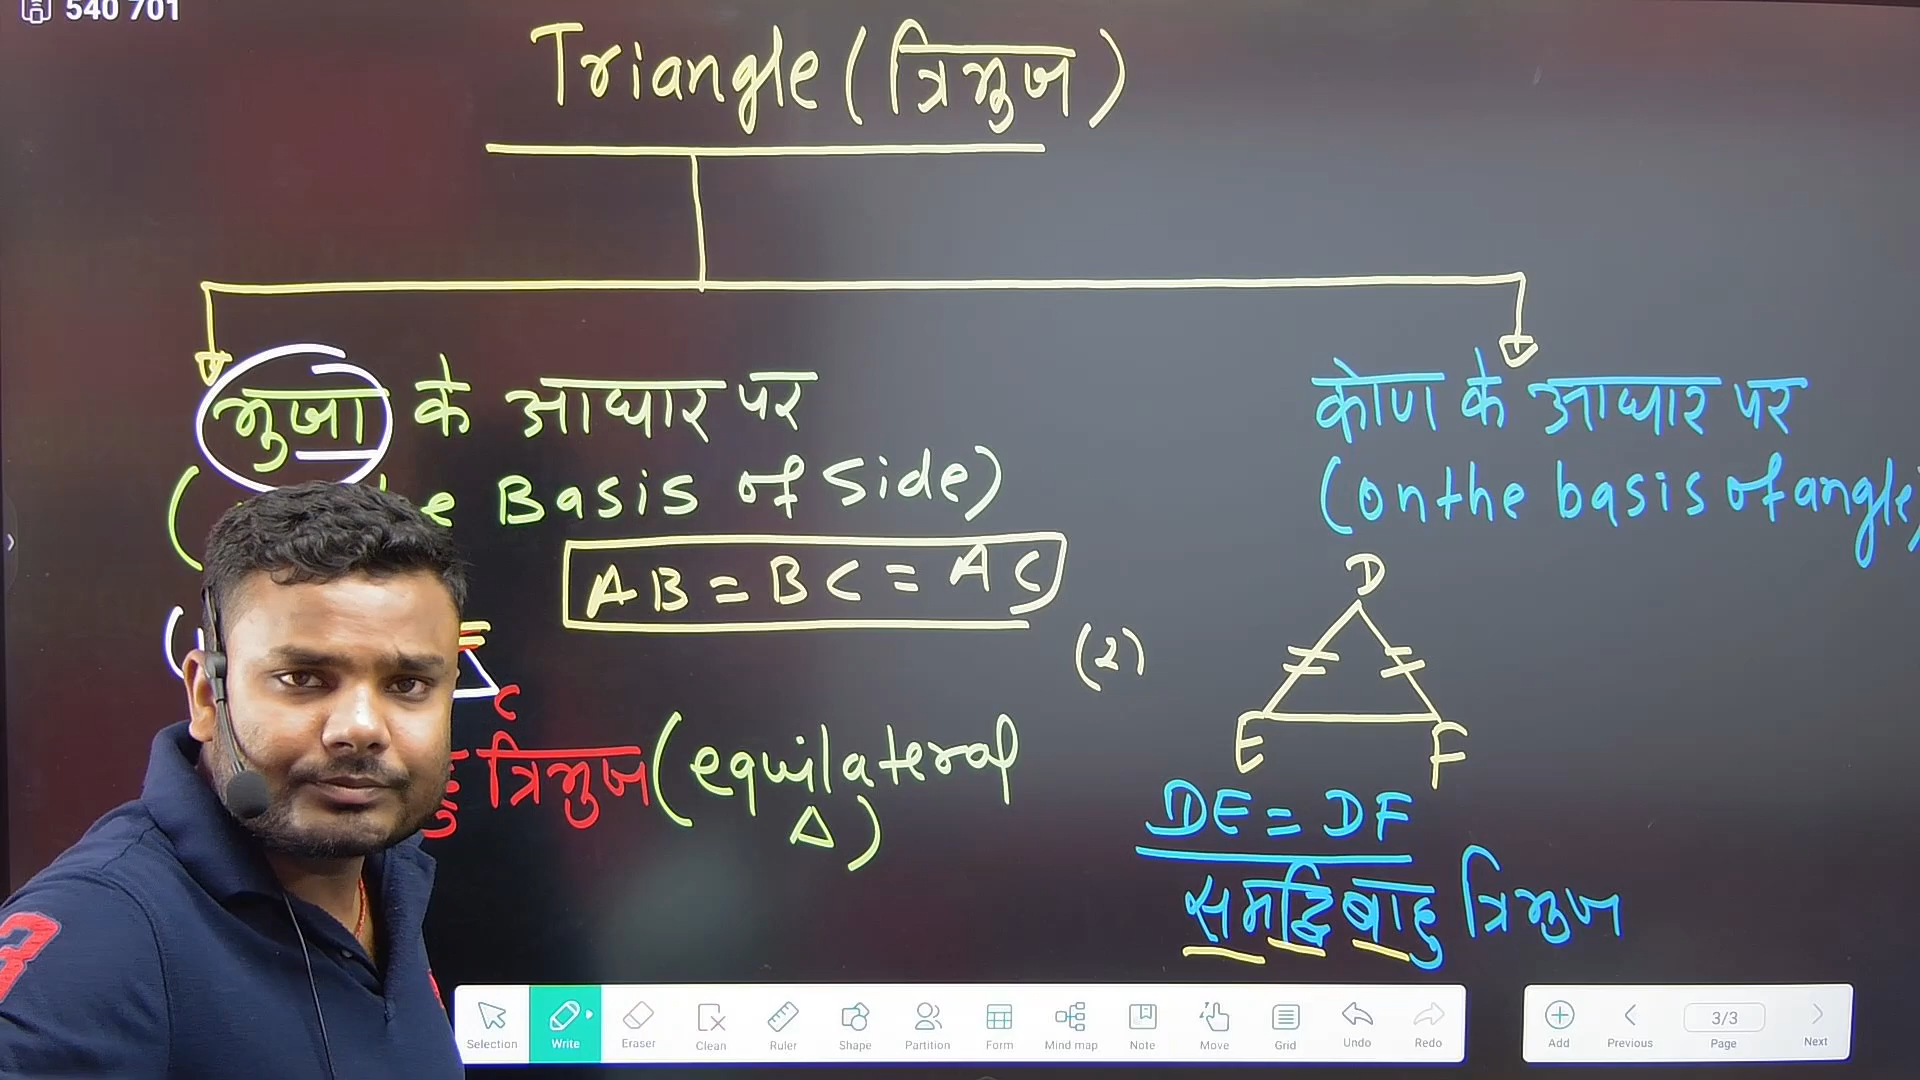 540 701
Triangle (त्रिभुज)
भुजा के आधार पर
Basis of Side)
AB = BC = AC
C
त्रिभुज (equilateral
Δ)
कोण के आधार पर
(on the basis of angle)
(2)
D
E F
DE = DF
समद्विबाहु त्रिभुज
Selection Write Eraser Clean Ruler Shape Partition Form Mind map Note Move Grid Undo Redo
Add Previous 3/3 Page Next